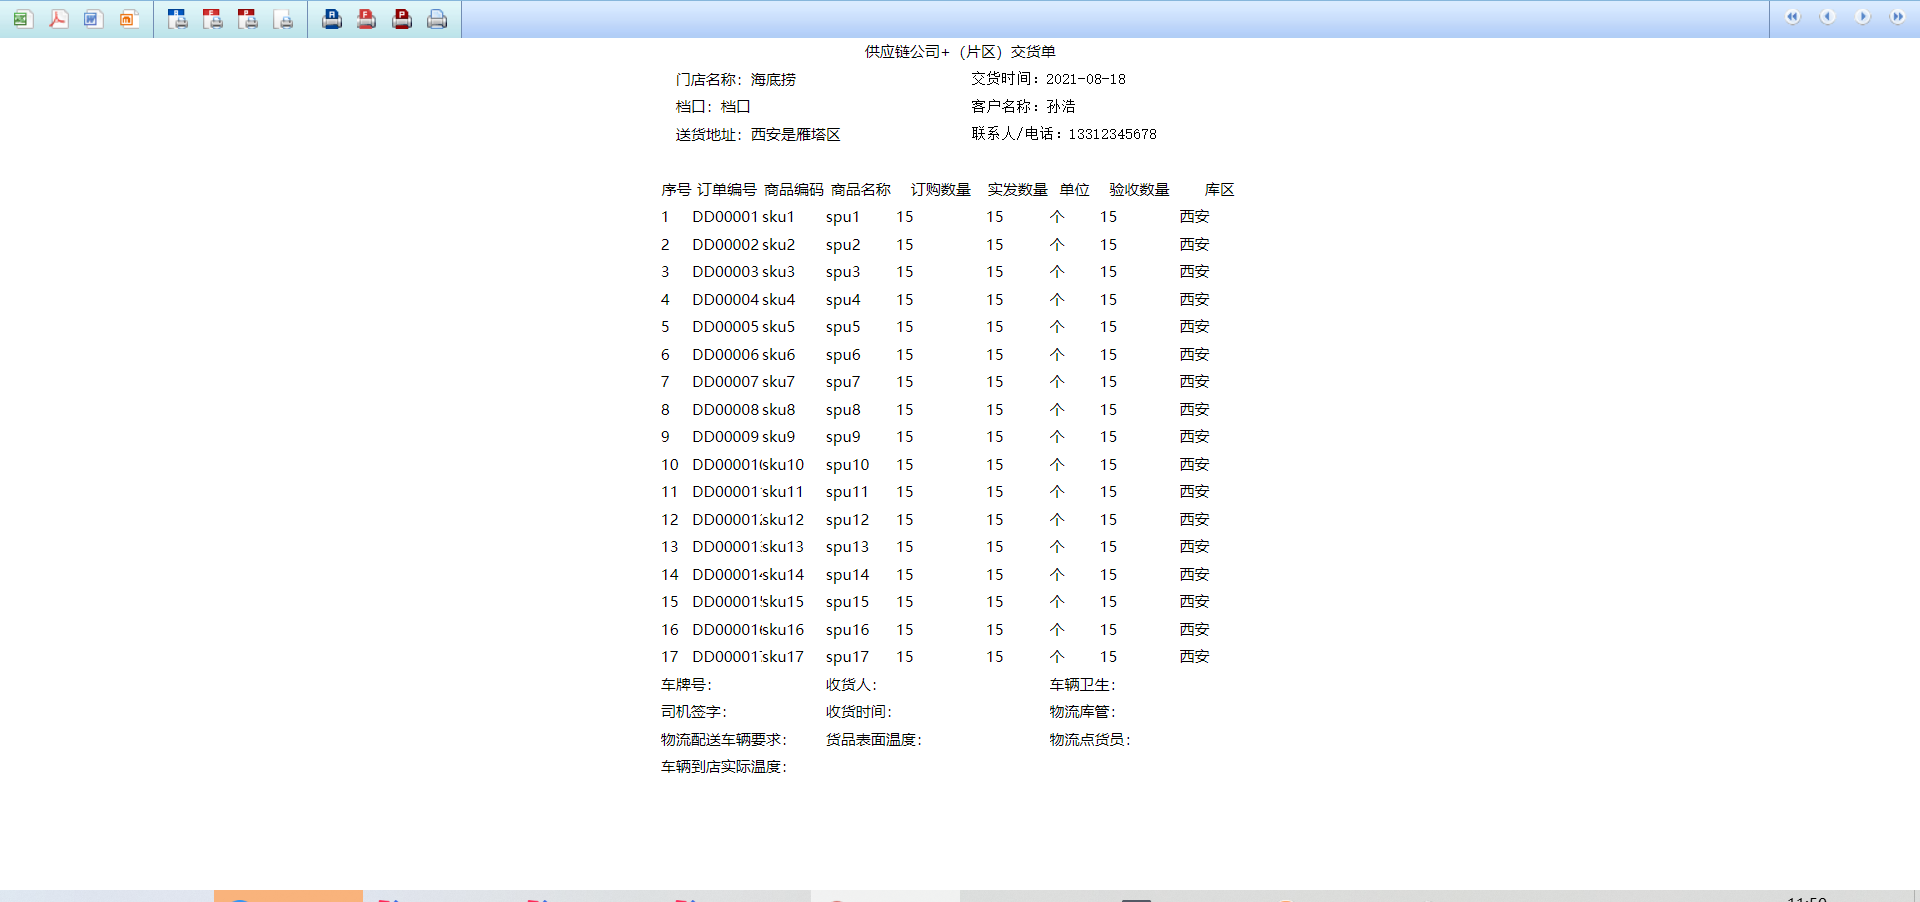 供应链公司+（片区）交货单
门店名称：海底捞 交货时间：2021-08-18
档口：档口 客户名称：孙浩
送货地址：西安是雁塔区 联系人/电话：13312345678
序号 订单编号 商品编码 商品名称 订购数量 实发数量 单位 验收数量 库区
1 DD00001 sku1 spu1 15 15 个 15 西安
2 DD00002 sku2 spu2 15 15 个 15 西安
3 DD00003 sku3 spu3 15 15 个 15 西安
4 DD00004 sku4 spu4 15 15 个 15 西安
5 DD00005 sku5 spu5 15 15 个 15 西安
6 DD00006 sku6 spu6 15 15 个 15 西安
7 DD00007 sku7 spu7 15 15 个 15 西安
8 DD00008 sku8 spu8 15 15 个 15 西安
9 DD00009 sku9 spu9 15 15 个 15 西安
10 DD00001 sku10 spu10 15 15 个 15 西安
11 DD00001 sku11 spu11 15 15 个 15 西安
12 DD00001 sku12 spu12 15 15 个 15 西安
13 DD00001 sku13 spu13 15 15 个 15 西安
14 DD00001 sku14 spu14 15 15 个 15 西安
15 DD00001 sku15 spu15 15 15 个 15 西安
16 DD00001 sku16 spu16 15 15 个 15 西安
17 DD00001 sku17 spu17 15 15 个 15 西安
车牌号： 收货人： 车辆卫生：
司机签字： 收货时间： 物流库管：
物流配送车辆要求： 货品表面温度： 物流点货员：
车辆到店实际温度：